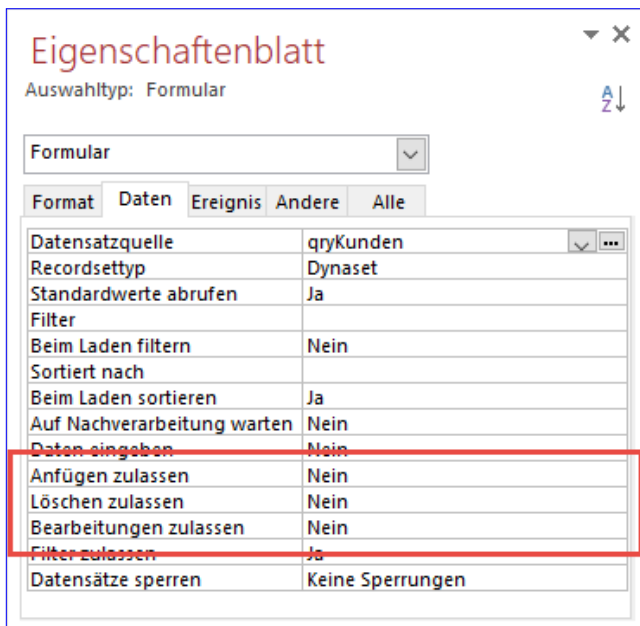 Eigenschaftenblatt
Auswahltyp: Formular
Formular
Format Daten Ereignis Andere Alle
Datensatzquelle qryKunden
Recordsettyp Dynaset
Standardwerte abrufen Ja
Filter
Beim Laden filtern Nein
Sortiert nach
Beim Laden sortieren Ja
Auf Nachverarbeitung warten Nein
Daten eingeben Nein
Anfügen zulassen Nein
Löschen zulassen Nein
Bearbeitungen zulassen Nein
Filter zulassen Ja
Datensätze sperren Keine Sperrungen